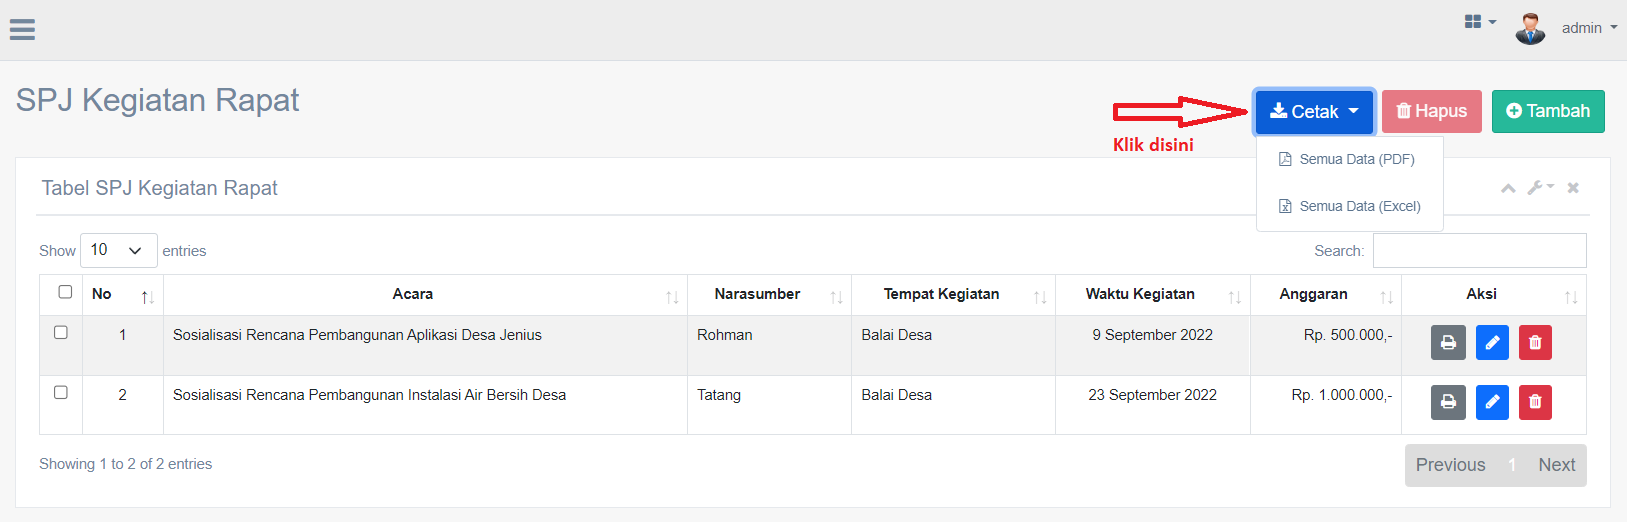 admin
SPJ Kegiatan Rapat
Cetak
Hapus
Tambah
Klik disini
Semua Data (PDF)
Semua Data (Excel)
Tabel SPJ Kegiatan Rapat
Show 10 entries
Search:
No Acara Narasumber Tempat Kegiatan Waktu Kegiatan Anggaran Aksi
1 Sosialisasi Rencana Pembangunan Aplikasi Desa Jenius Rohman Balai Desa 9 September 2022 Rp. 500.000,-
2 Sosialisasi Rencana Pembangunan Instalasi Air Bersih Desa Tatang Balai Desa 23 September 2022 Rp. 1.000.000,-
Showing 1 to 2 of 2 entries
Previous 1 Next